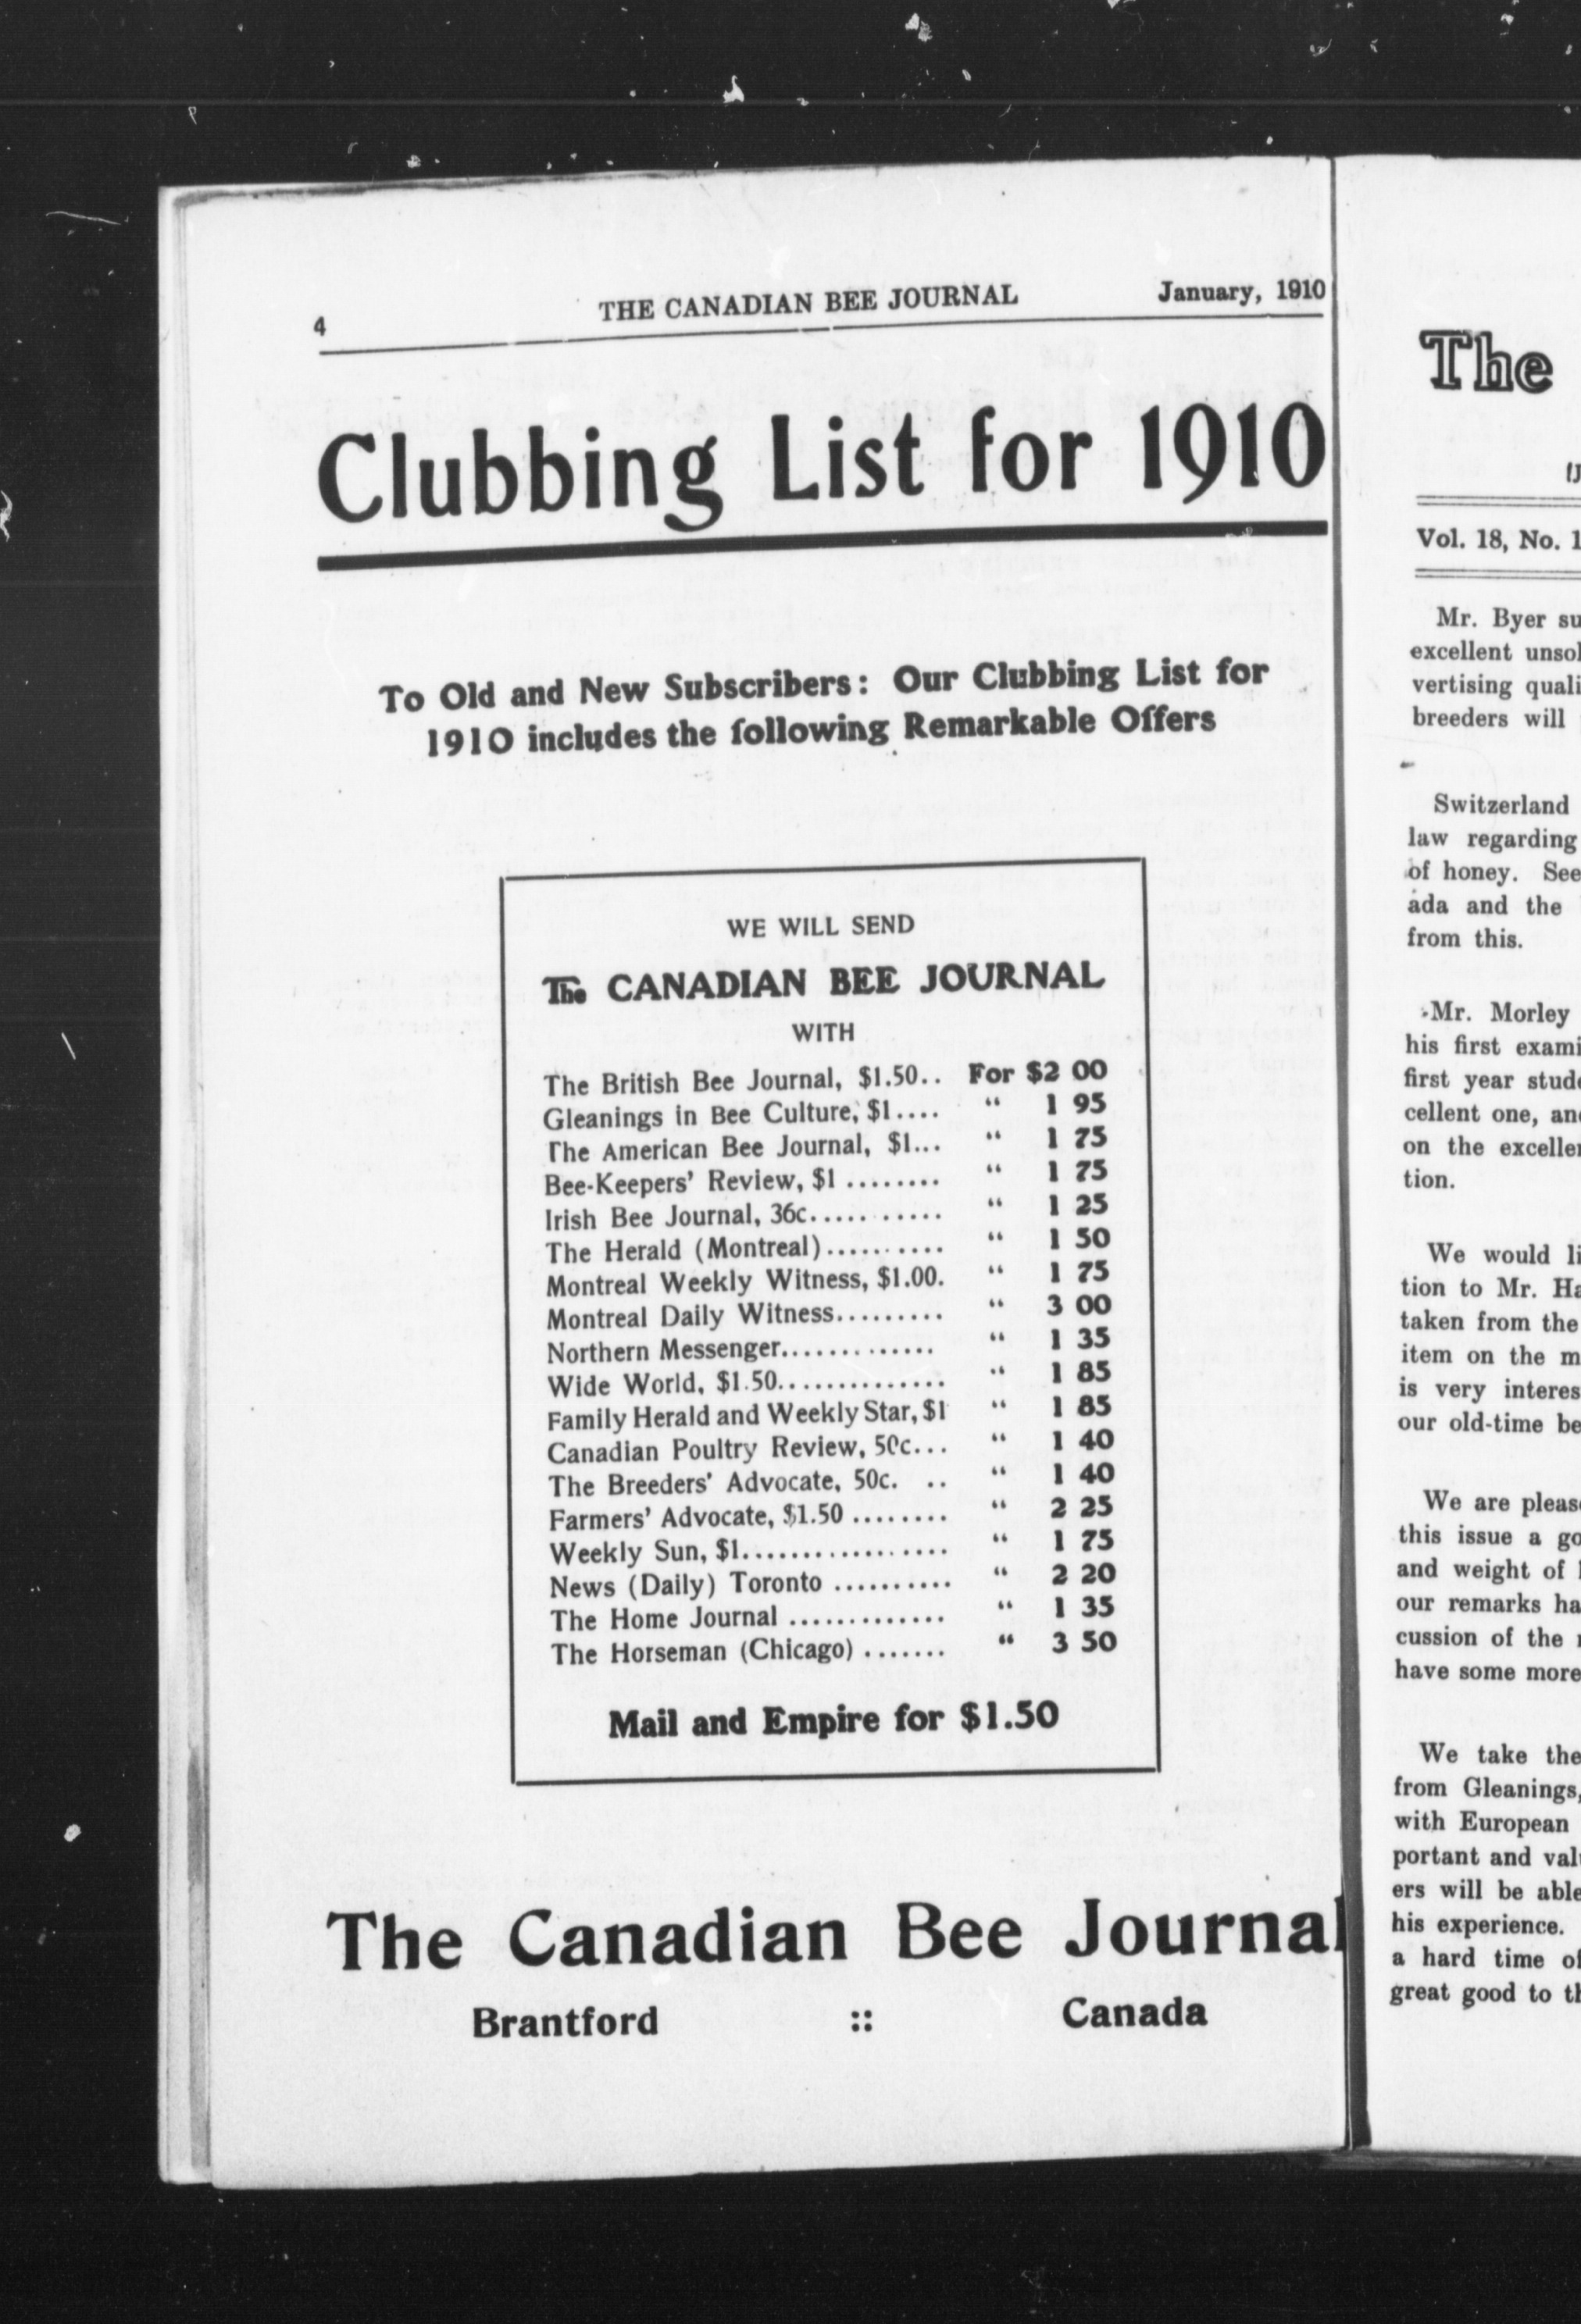 4 THE CANADIAN BEE JOURNAL January, 1910
Clubbing List for 1910
To Old and New Subscribers: Our Clubbing List for
1910 includes the following Remarkable Offers
WE WILL SEND
The CANADIAN BEE JOURNAL
WITH
The British Bee Journal, $1.50.. For $2 00
Gleanings in Bee Culture, $1.... “ 1 95
The American Bee Journal, $1... “ 1 75
Bee-Keepers' Review, $1 ........ “ 1 75
Irish Bee Journal, 36c........... “ 1 25
The Herald (Montreal).......... “ 1 50
Montreal Weekly Witness, $1.00. “ 1 75
Montreal Daily Witness......... “ 3 00
Northern Messenger............. “ 1 35
Wide World, $1.50.............. “ 1 85
Family Herald and Weekly Star, $1 “ 1 85
Canadian Poultry Review, 50c... “ 1 40
The Breeders' Advocate, 50c. .. “ 1 40
Farmers' Advocate, $1.50 ........ “ 2 25
Weekly Sun, $1................. “ 1 75
News (Daily) Toronto .......... “ 2 20
The Home Journal ............. “ 1 35
The Horseman (Chicago) ....... “ 3 50
Mail and Empire for $1.50
The Canadian Bee Journal
Brantford :: Canada
The
Vol. 18, No. 1
Mr. Byer su
excellent unsol
vertising quali
breeders will
Switzerland
law regarding
of honey. See
ada and the
from this.
Mr. Morley
his first exami
first year stude
cellent one, an
on the excelle
tion.
We would li
tion to Mr. Ha
taken from the
item on the m
is very interes
our old-time be
We are pleas
this issue a go
and weight of
our remarks ha
cussion of the
have some more
We take the
from Gleanings,
with European
portant and val
ers will be able
his experience.
a hard time of
great good to th